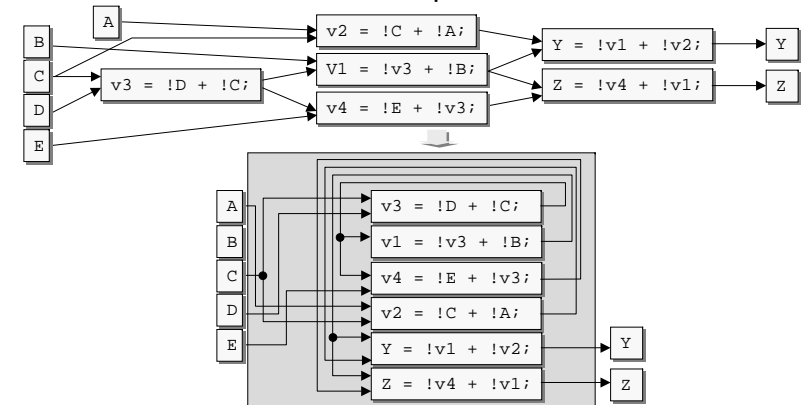 A
B
C
D
E
v2 = !C + !A;
V1 = !v3 + !B;
v3 = !D + !C;
v4 = !E + !v3;
Y = !v1 + !v2;
Z = !v4 + !v1;
Y
Z
A
B
C
D
E
v3 = !D + !C;
v1 = !v3 + !B;
v4 = !E + !v3;
v2 = !C + !A;
Y = !v1 + !v2;
Z = !v4 + !v1;
Y
Z